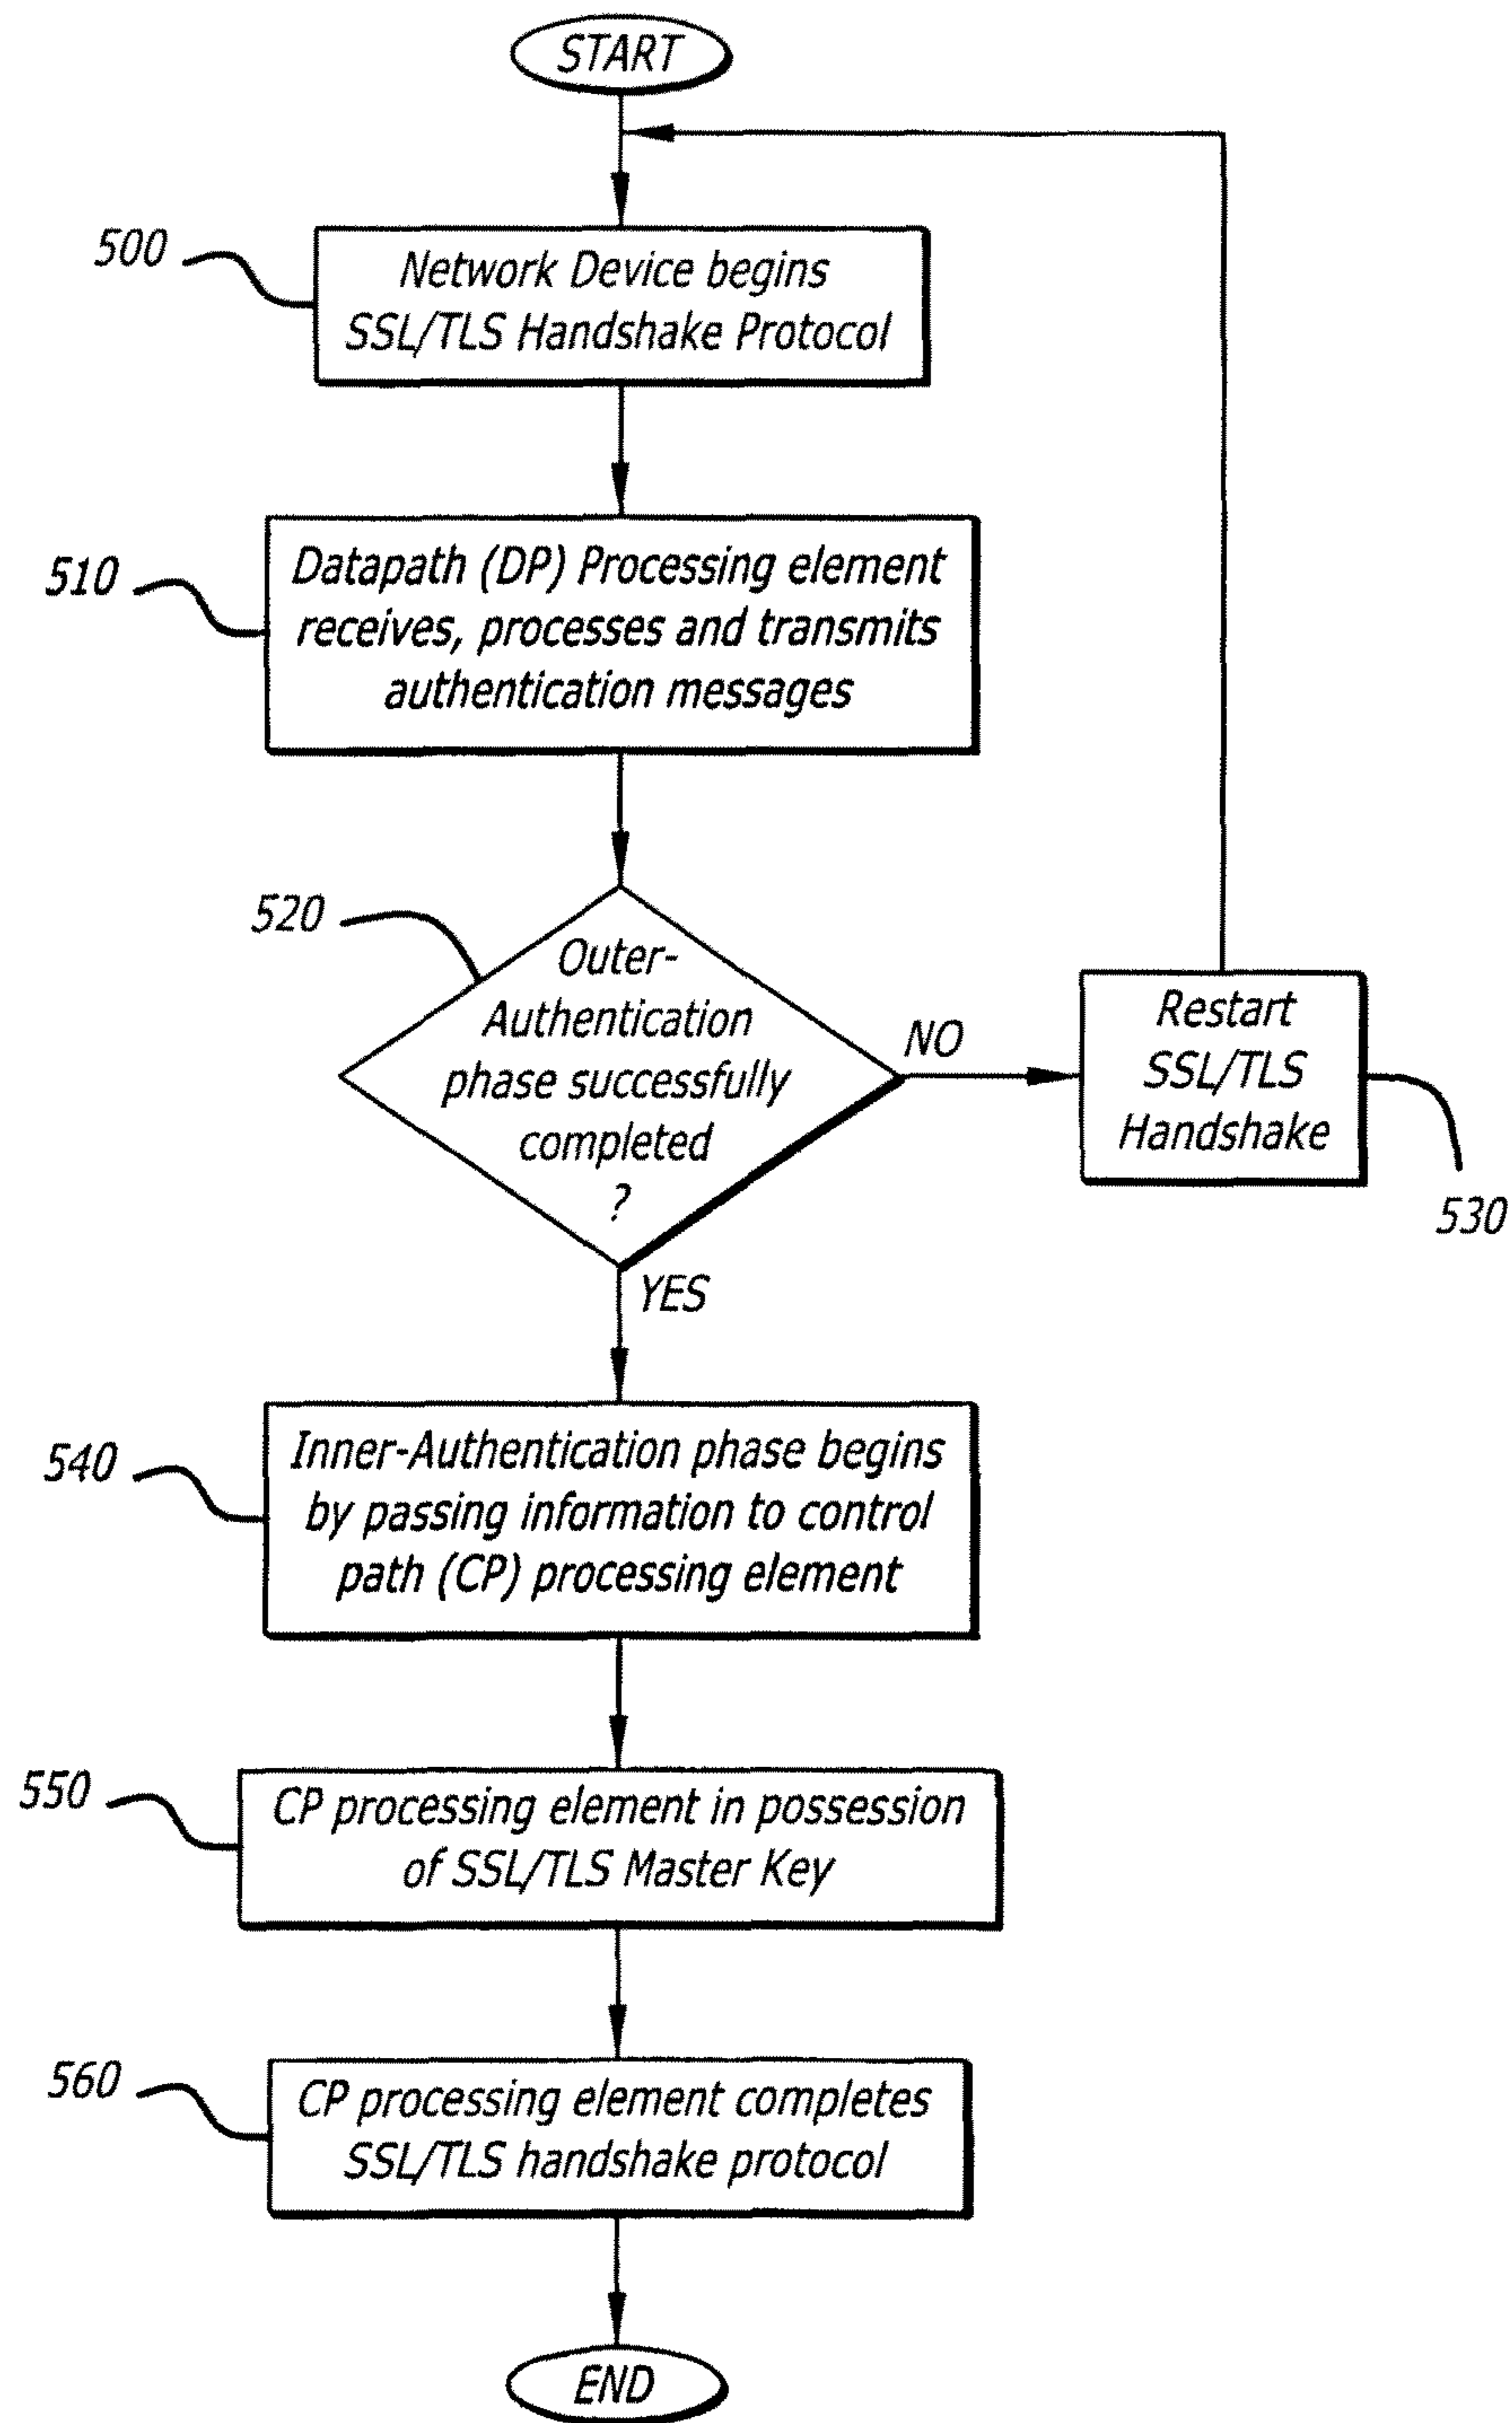 START
500
Network Device begins
SSL/TLS Handshake Protocol
510
Datapath (DP) Processing element
receives, processes and transmits
authentication messages
520
Outer-
Authentication
phase successfully
completed
?
NO
Restart
SSL/TLS
Handshake
530
YES
540
Inner-Authentication phase begins
by passing information to control
path (CP) processing element
550
CP processing element in possession
of SSL/TLS Master Key
560
CP processing element completes
SSL/TLS handshake protocol
END